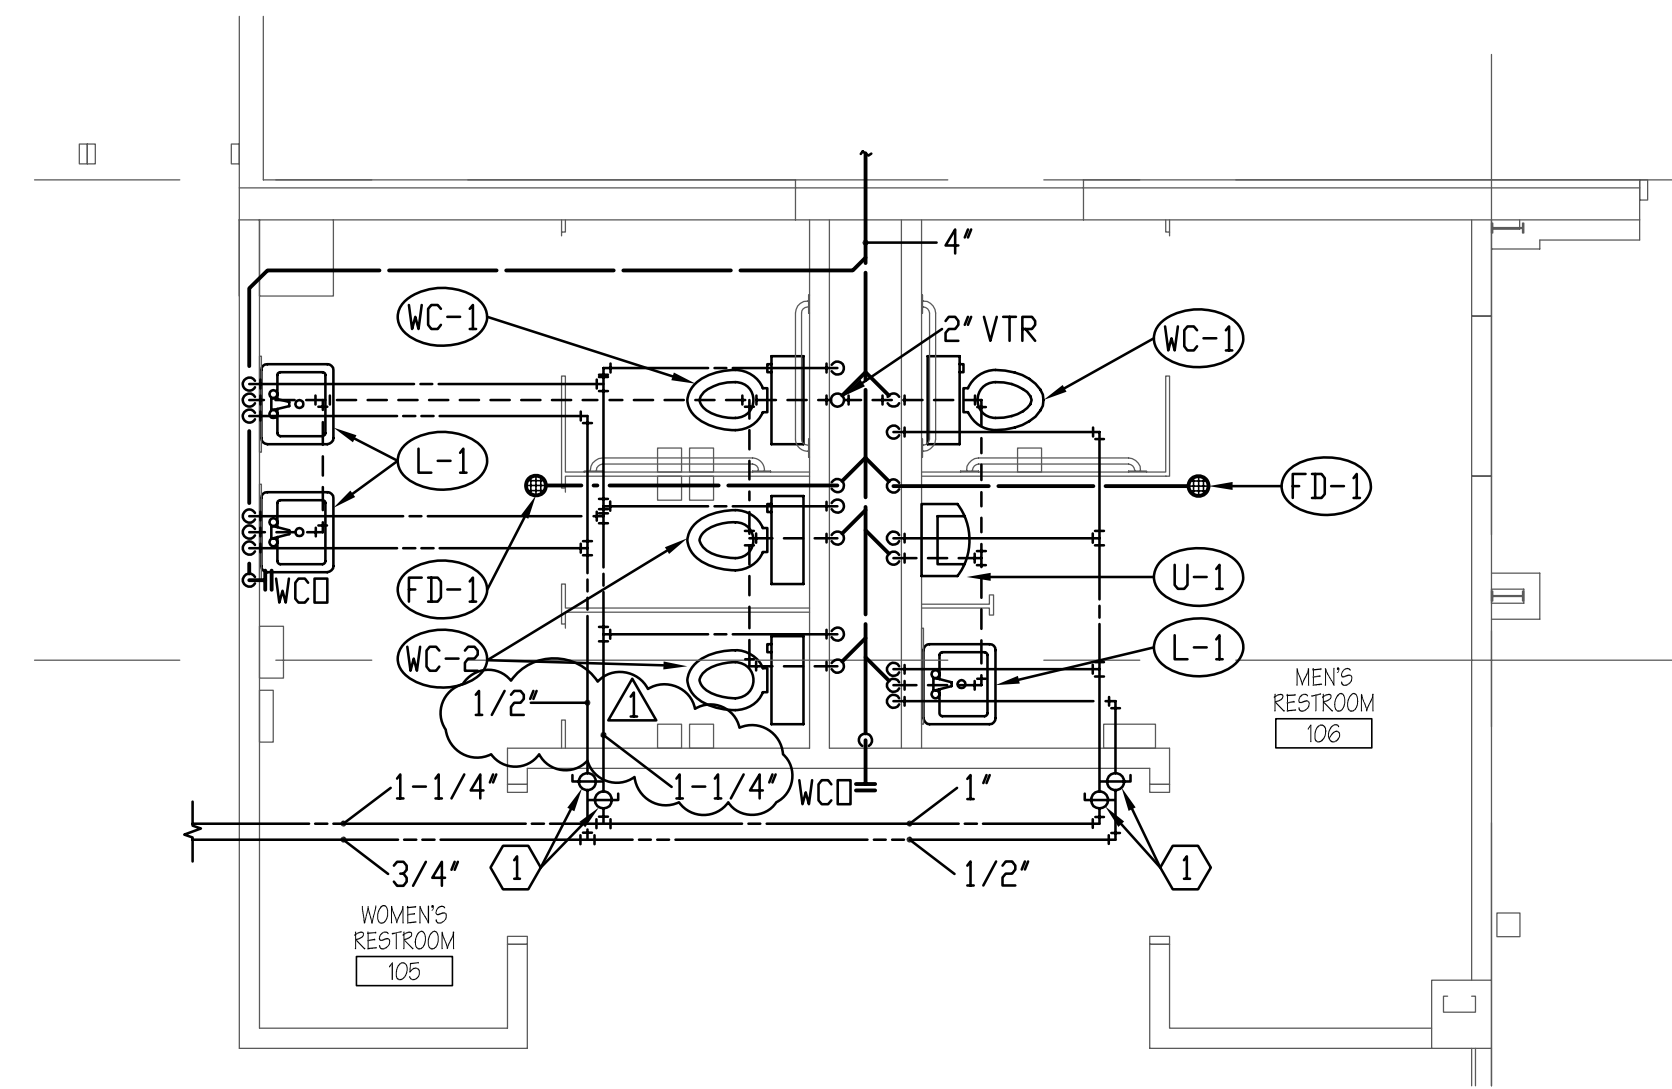 4"
WC-1
2" VTR
WC-1
L-1
FD-1
FD-1
WCO
U-1
WC-2
L-1
MEN'S
RESTROOM
106
1/2"
1
1-1/4"
1-1/4"
WCO
1"
3/4"
1
1/2"
1
WOMEN'S
RESTROOM
105